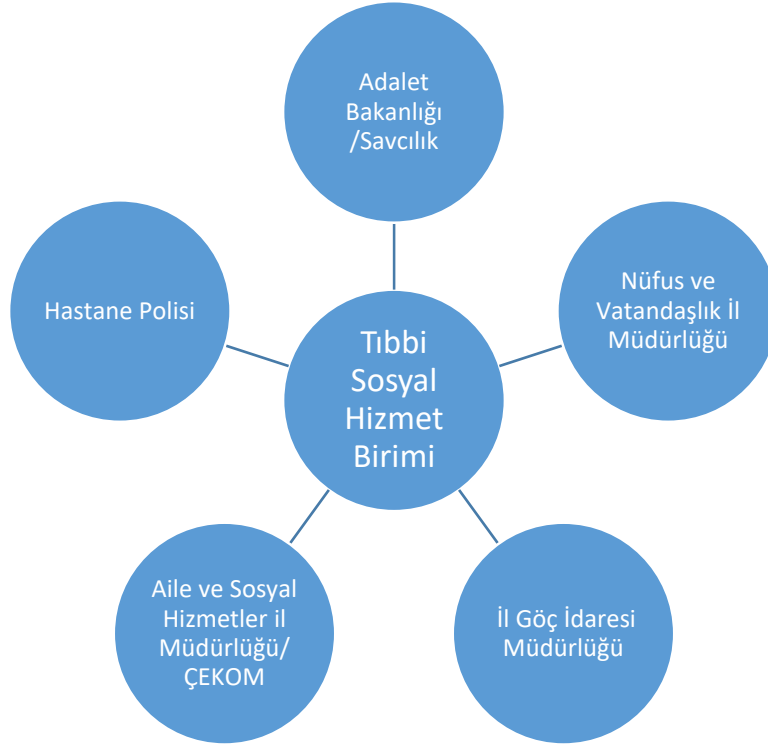 Adalet
Bakanlığı
/Savcılık
Hastane Polisi
Nüfus ve
Vatandaşlık İl
Müdürlüğü
Tıbbi
Sosyal
Hizmet
Birimi
Aile ve Sosyal
Hizmetler il
Müdürlüğü/
ÇEKOM
İl Göç İdaresi
Müdürlüğü